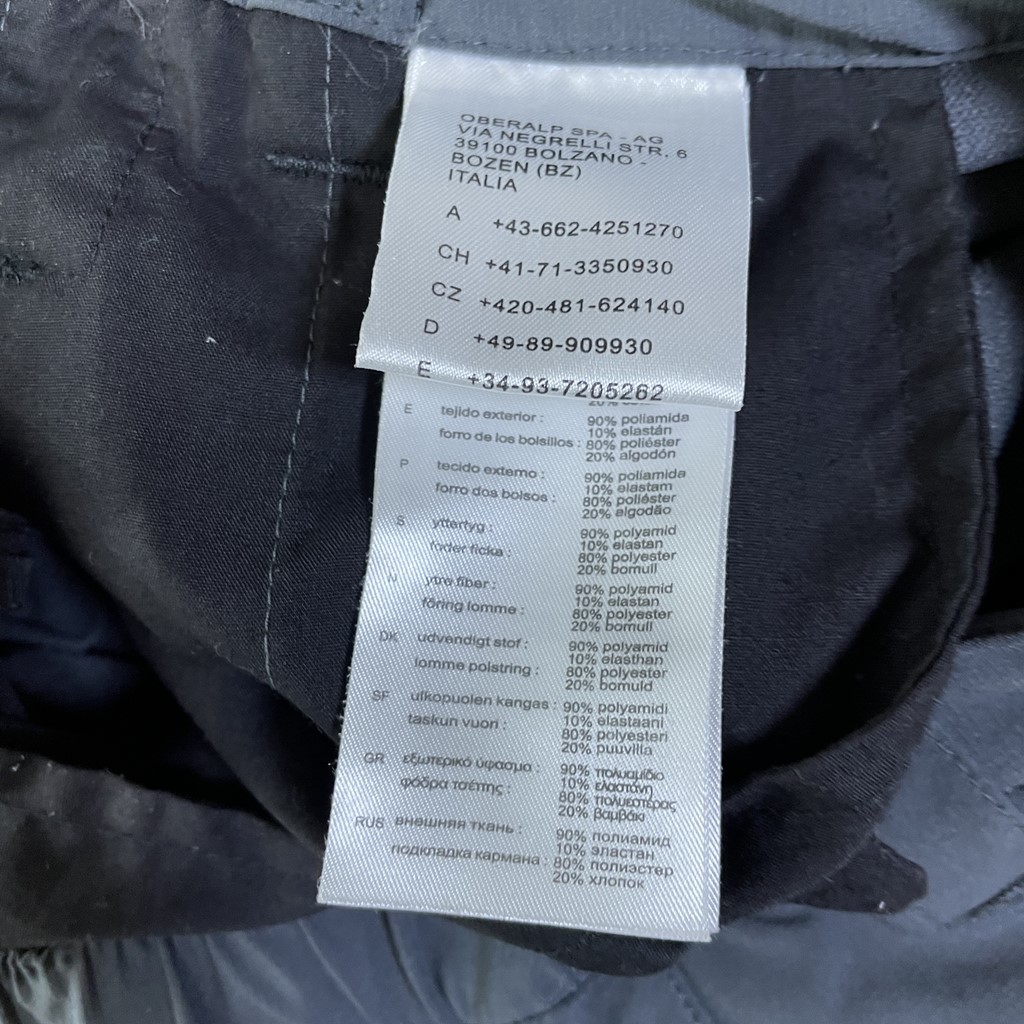 OBERALP SPA - AG
VIA NEGRELLI STR. 6
39100 BOLZANO -
BOZEN (BZ)
ITALIA
A +43-662-4251270
CH +41-71-3350930
CZ +420-481-624140
D +49-89-909930
E +34-93-7205262
E tejido exterior : 90% poliamida
10% elastán
forro de los bolsillos : 80% poliéster
20% algodón
P tecido externo : 90% poliamida
10% elastam
forro dos bolsos : 80% poliéster
20% algodão
S yttertyg : 90% polyamid
10% elastan
foder ficka : 80% polyester
20% bomull
N ytre fiber : 90% polyamid
10% elastan
fôring lomme : 80% polyester
20% bomull
DK udvendigt stof : 90% polyamid
10% elasthan
lomme polstring : 80% polyester
20% bomuld
SF ulkopuolen kangas : 90% polyamidi
10% elastaani
taskun vuori : 80% polyesteri
20% puuvilla
GR εξωτερικό ύφασμα : 90% πολυαμίδιο
10% ελαστάνη
φόδρα τσέπης : 80% πολυεστέρας
20% βαμβάκι
RUS внешняя ткань : 90% полиамид
10% эластан
подкладка кармана : 80% полиэстер
20% хлопок